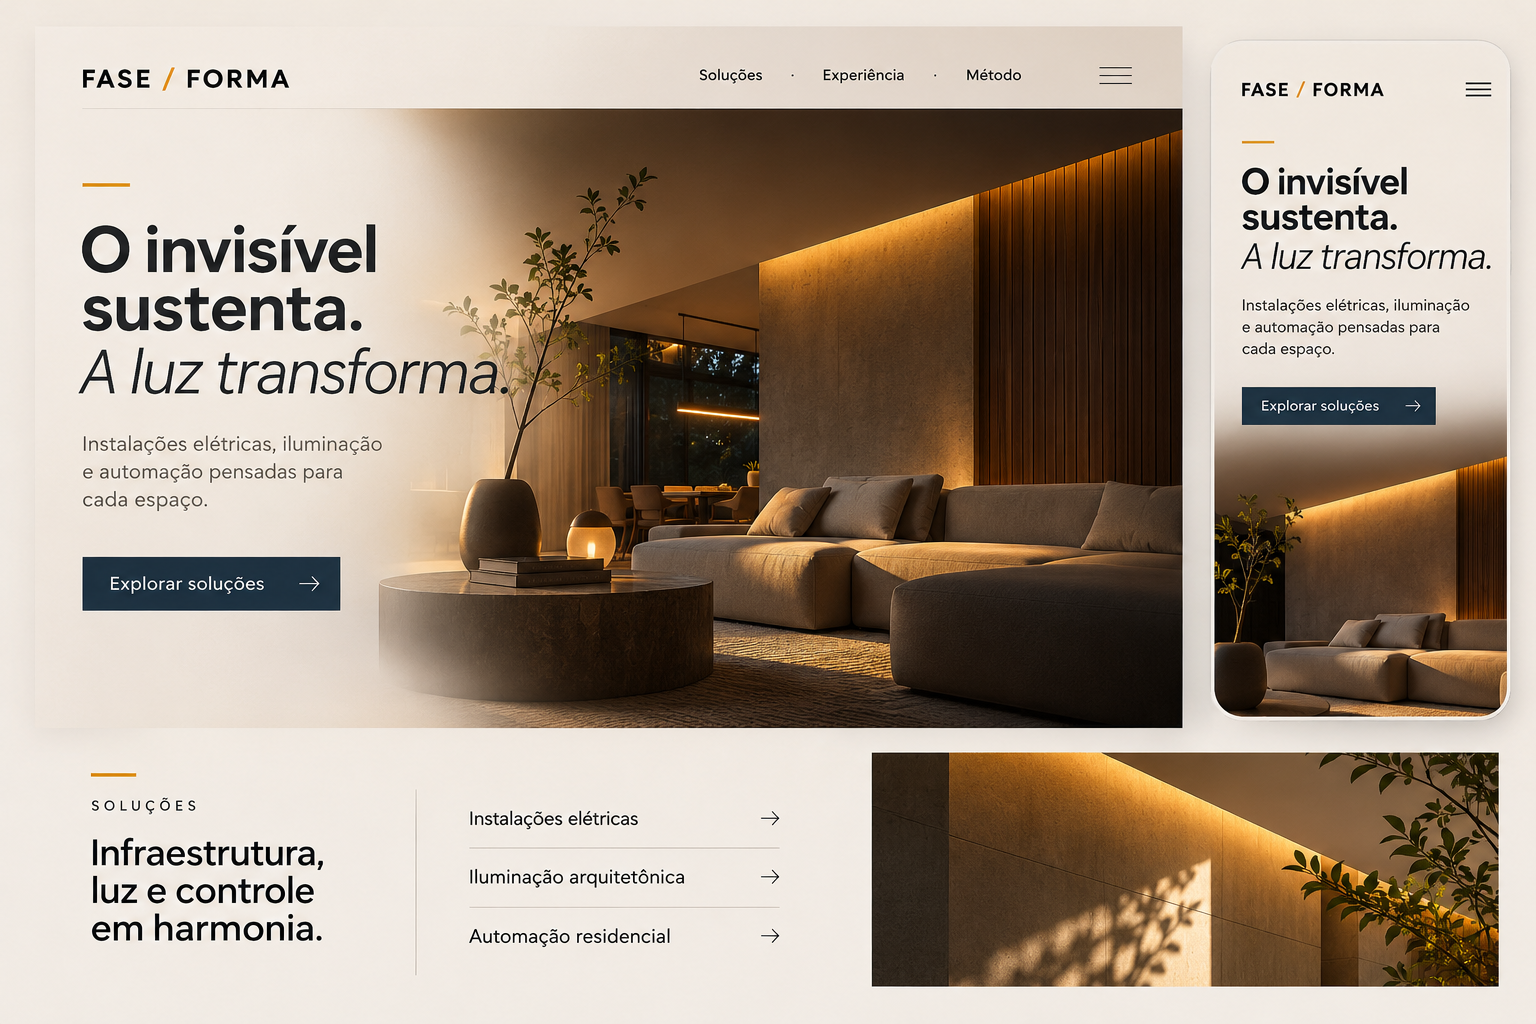 FASE / FORMA
Soluções · Experiência · Método
O invisível
sustenta.
A luz transforma.
Instalações elétricas, iluminação
e automação pensadas para
cada espaço.
Explorar soluções →
FASE / FORMA
O invisível
sustenta.
A luz transforma.
Instalações elétricas, iluminação
e automação pensadas para
cada espaço.
Explorar soluções →
SOLUÇÕES
Infraestrutura,
luz e controle
em harmonia.
Instalações elétricas →
Iluminação arquitetônica →
Automação residencial →